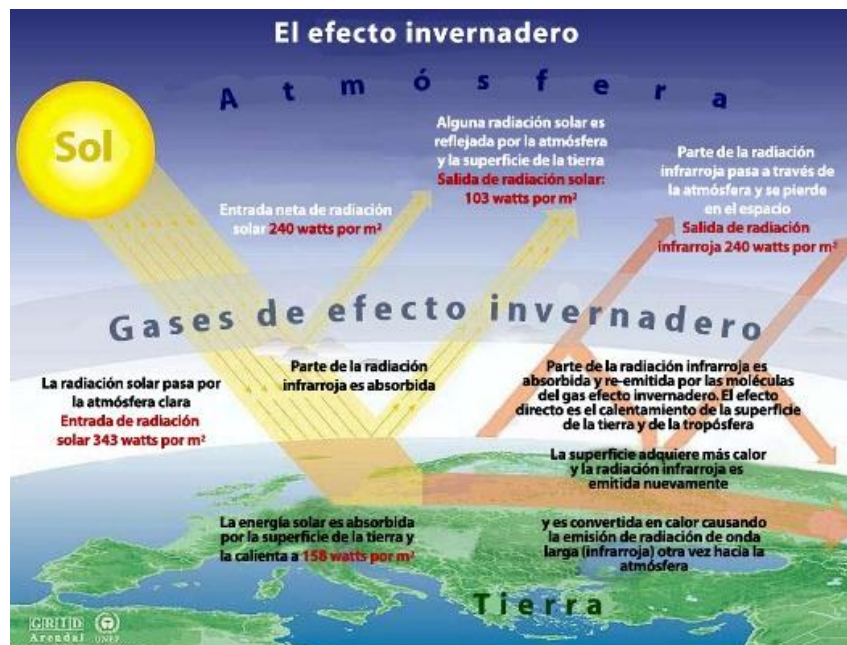 El efecto invernadero
Atmósfera
Sol
Alguna radiación solar es
reflejada por la atmósfera
y la superficie de la tierra
Salida de radiación solar:
103 watts por m²
Parte de la radiación
infrarroja pasa a través de
la atmósfera y se pierde
en el espacio
Salida de radiación
infrarroja 240 watts por m²
Entrada neta de radiación
solar 240 watts por m²
Gases de efecto invernadero
La radiación solar pasa por
la atmósfera clara
Entrada de radiación
solar 343 watts por m²
Parte de la radiación
infrarroja es absorbida
Parte de la radiación infrarroja es
absorbida y re-emitida por las moléculas
del gas efecto invernadero. El efecto
directo es el calentamiento de la superficie
de la tierra y de la tropósfera
La superficie adquiere más calor
y la radiación infrarroja es
emitida nuevamente
La energía solar es absorbida
por la superficie de la tierra y
la calienta a 158 watts por m²
y es convertida en calor causando
la emisión de radiación de onda
larga (infrarroja) otra vez hacia la
atmósfera
Tierra
GRID
Arendal UNEP